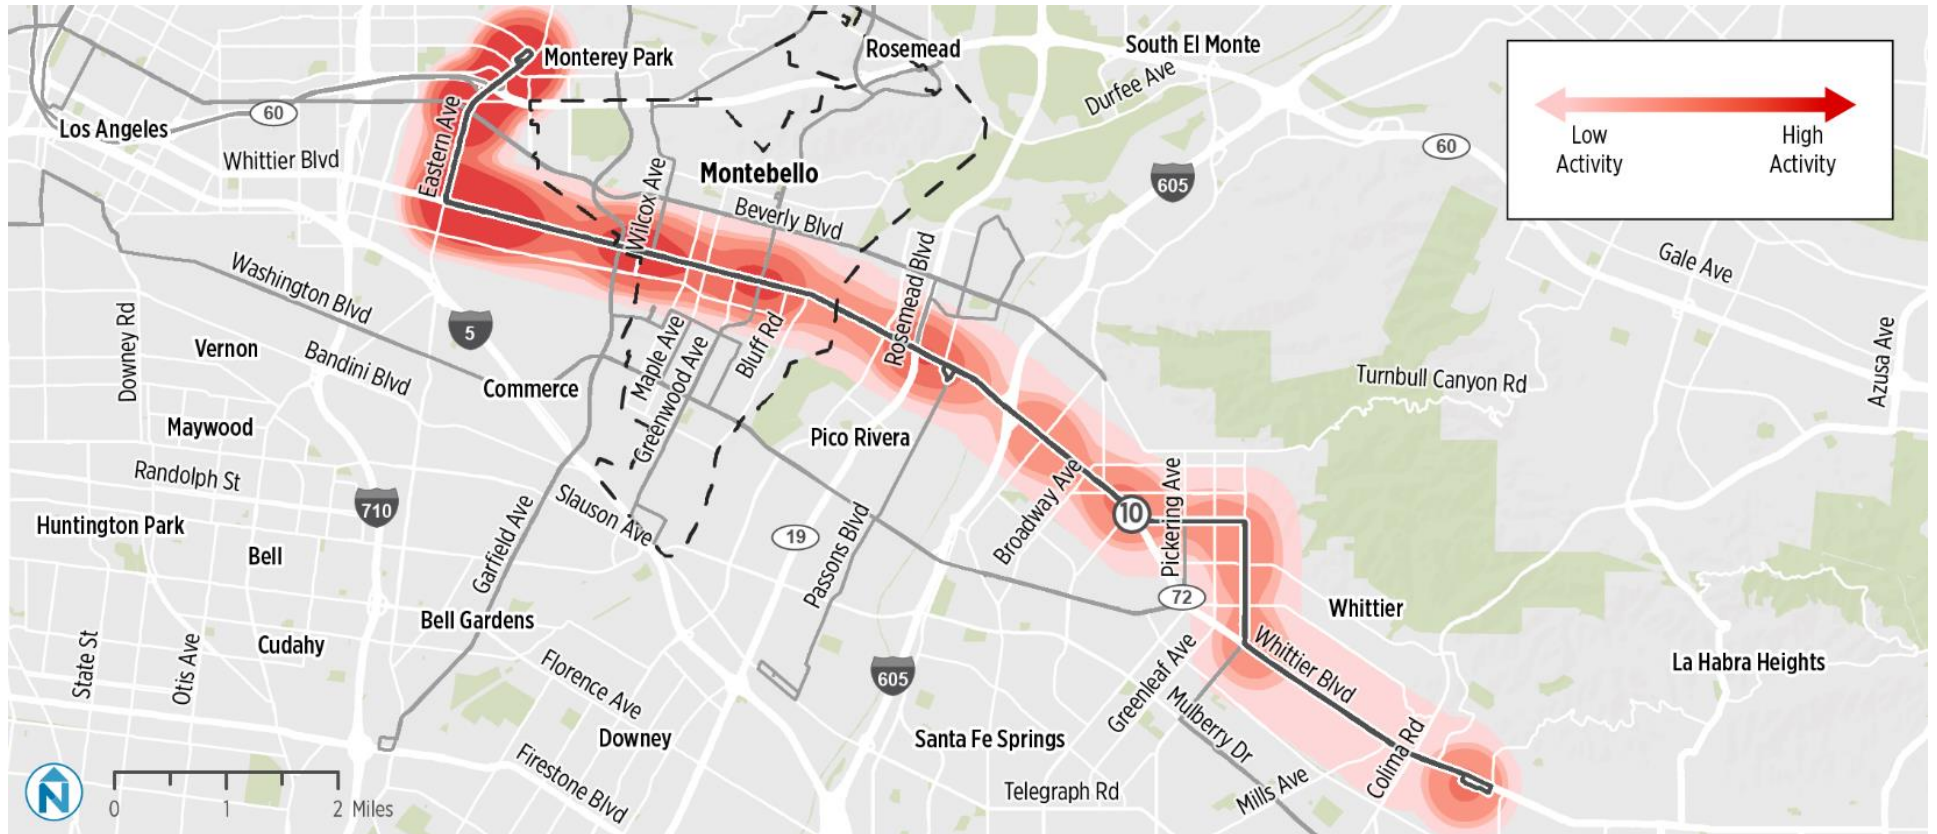 Monterey Park
Rosemead
South El Monte
Durfee Ave
Low
Activity
High
Activity
Los Angeles
60
Whittier Blvd
Eastern Ave
Wilcox Ave
Montebello
Beverly Blvd
605
60
Gale Ave
Azusa Ave
Washington Blvd
Downey Rd
5
Vernon
Bandini Blvd
Commerce
Maple Ave
Greenwood Ave
Bluff Rd
Rosemead Blvd
Turnbull Canyon Rd
Maywood
Randolph St
Pico Rivera
Huntington Park
710
Bell
Garfield Ave
Slauson Ave
19
Passons Blvd
Broadway Ave
10
Pickering Ave
72
Whittier
Bell Gardens
Cudahy
State St
Otis Ave
Florence Ave
605
Greenleaf Ave
Whittier Blvd
La Habra Heights
Downey
Firestone Blvd
Santa Fe Springs
Mulberry Dr
Telegraph Rd
Mills Ave
Colima Rd
N
0 1 2 Miles